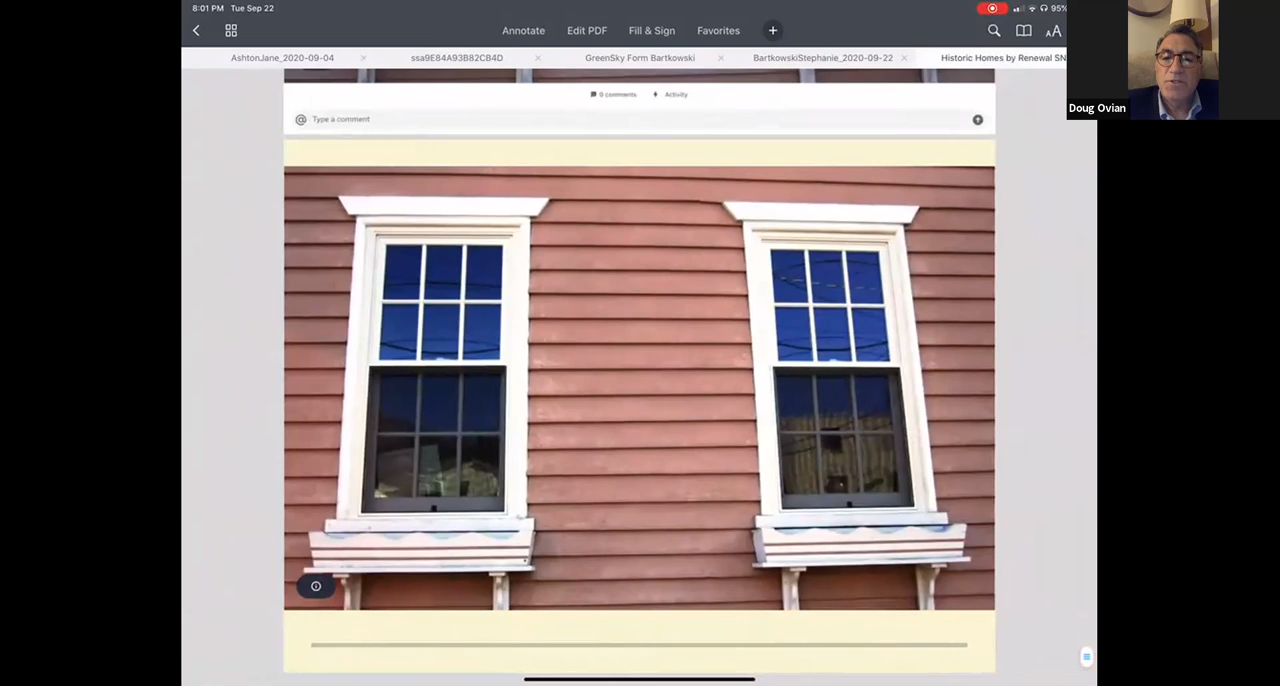 8:01 PM Tue Sep 22
95%
Annotate Edit PDF Fill & Sign Favorites
AshtonJane_2020-09-04 ssa9E84A93B82CB4D GreenSky Form Bartkowski BartkowskiStephanie_2020-09-22 Historic Homes by Renewal SN
Doug Ovian
0 comments Activity
@ Type a comment